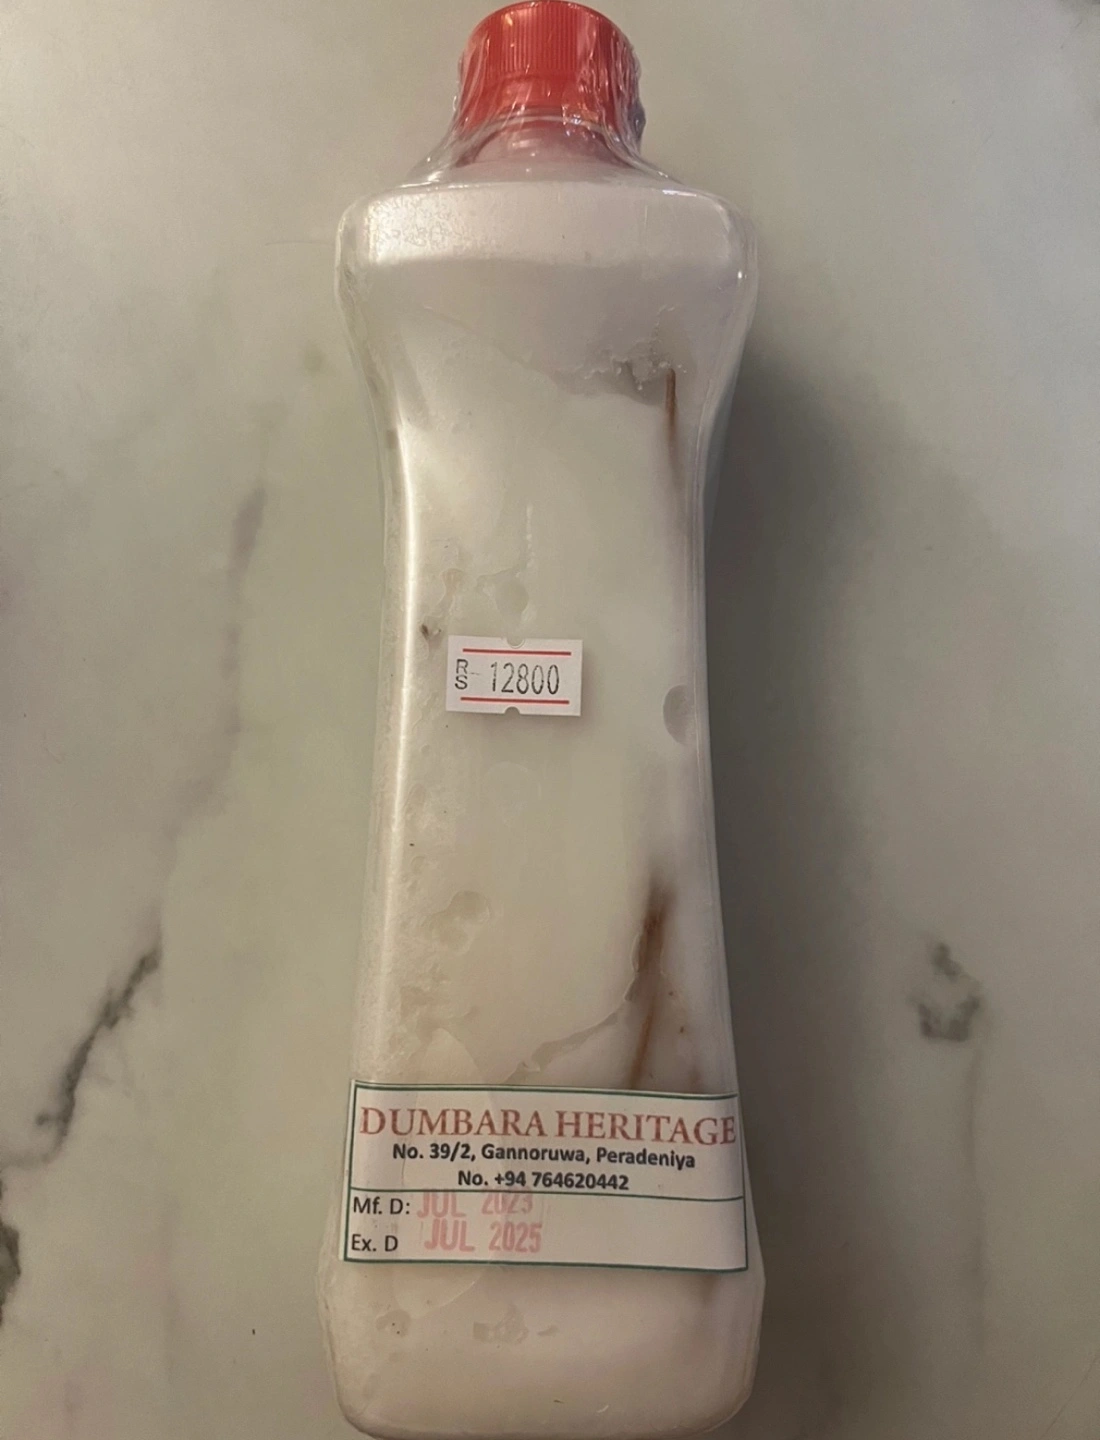 RS 12800
DUMBARA HERITAGE
No. 39/2, Gannoruwa, Peradeniya
No. +94 764620442
Mf. D: JUL 2023
Ex. D JUL 2025